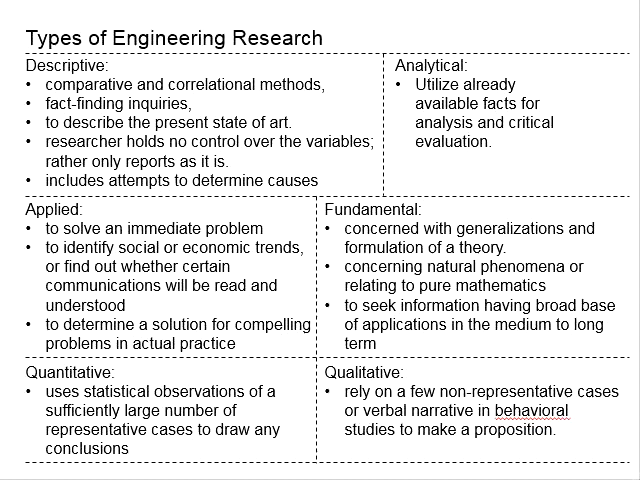 Types of Engineering Research
Descriptive:
• comparative and correlational methods,
• fact-finding inquiries,
• to describe the present state of art.
• researcher holds no control over the variables;
rather only reports as it is.
• includes attempts to determine causes
Analytical:
• Utilize already
available facts for
analysis and critical
evaluation.
Applied:
• to solve an immediate problem
• to identify social or economic trends,
or find out whether certain
communications will be read and
understood
• to determine a solution for compelling
problems in actual practice
Fundamental:
• concerned with generalizations and
formulation of a theory.
• concerning natural phenomena or
relating to pure mathematics
• to seek information having broad base
of applications in the medium to long
term
Quantitative:
• uses statistical observations of a
sufficiently large number of
representative cases to draw any
conclusions
Qualitative:
• rely on a few non-representative cases
or verbal narrative in behavioral
studies to make a proposition.